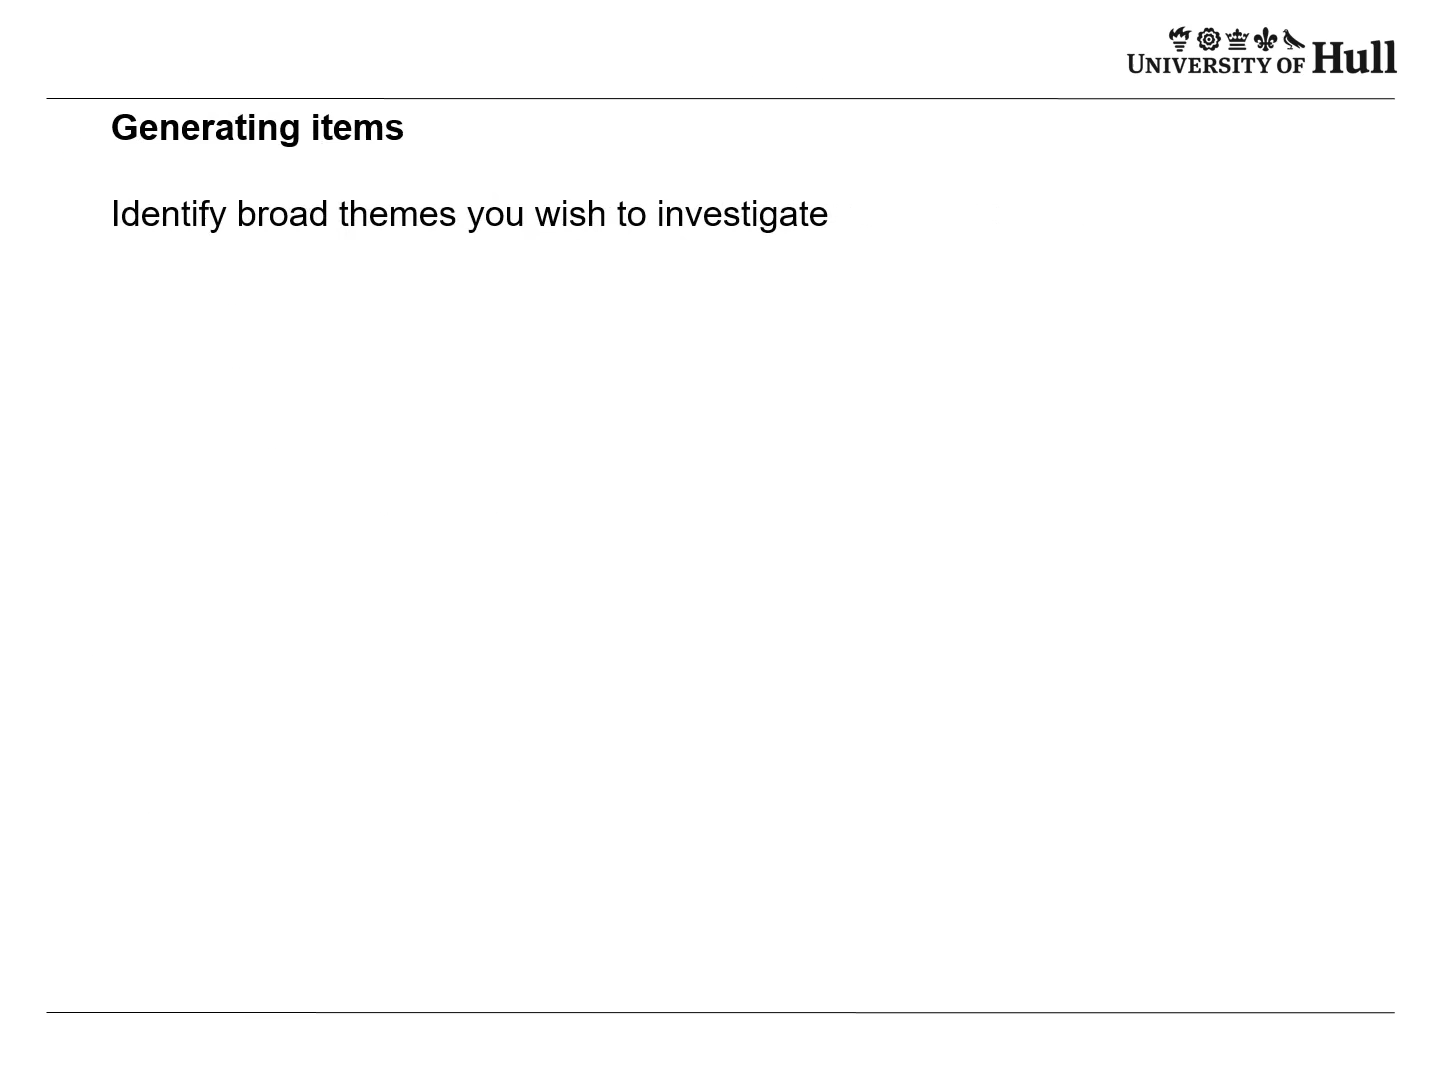 UNIVERSITY OF Hull
Generating items
Identify broad themes you wish to investigate